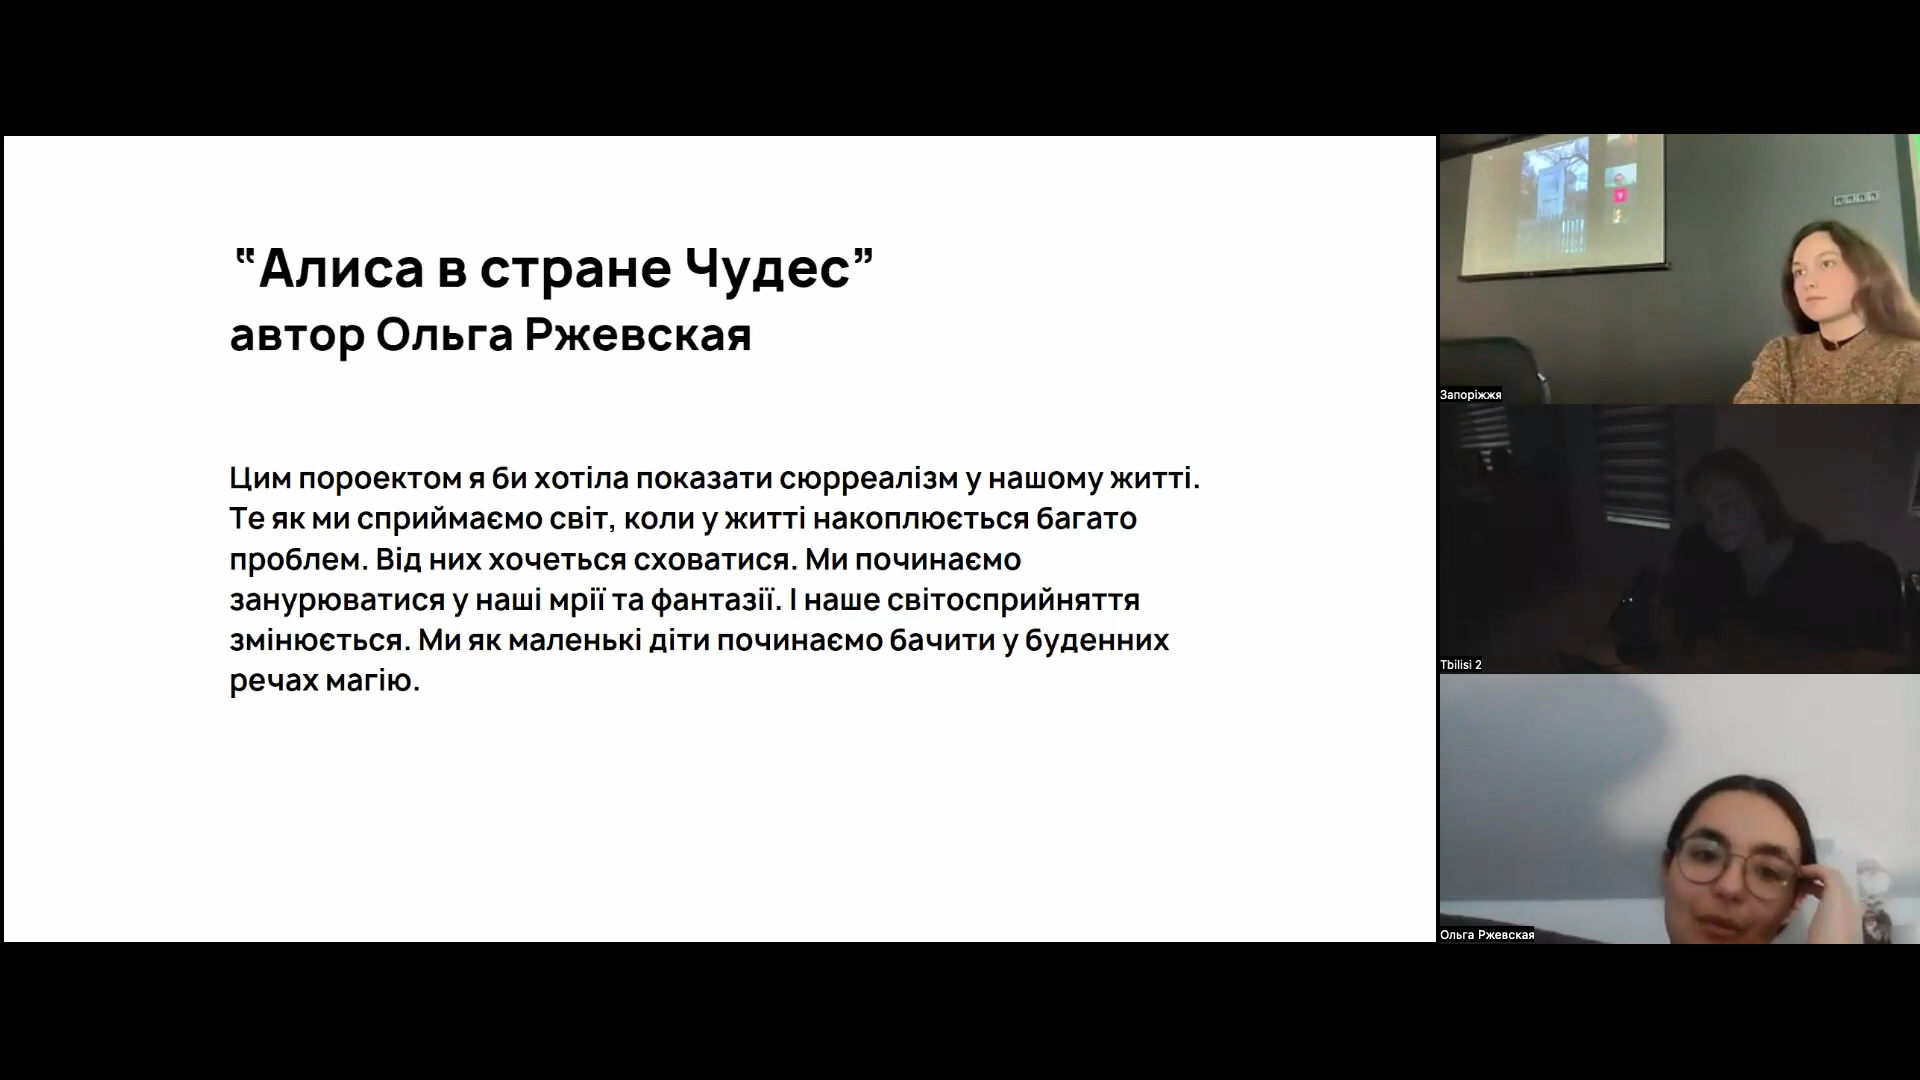 “Алиса в стране Чудес”
автор Ольга Ржевская
Цим пороектом я би хотіла показати сюрреалізм у нашому житті.
Те як ми сприймаємо світ, коли у житті накоплюється багато
проблем. Від них хочеться сховатися. Ми починаємо
занурюватися у наші мрії та фантазії. І наше світосприйняття
змінюється. Ми як маленькі діти починаємо бачити у буденних
речах магію.
Запоріжжя
Tbilisi 2
Ольга Ржевская